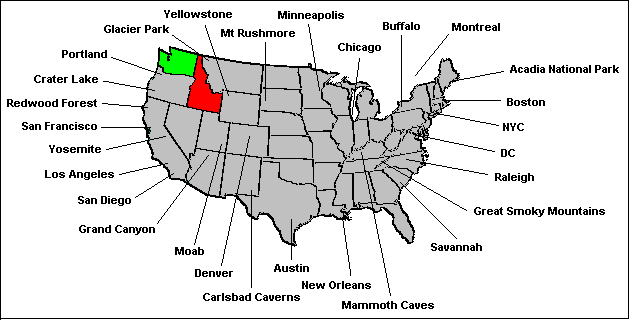 Yellowstone
Minneapolis
Glacier Park
Mt Rushmore
Buffalo
Montreal
Portland
Chicago
Acadia National Park
Crater Lake
Redwood Forest
Boston
San Francisco
NYC
Yosemite
DC
Los Angeles
Raleigh
San Diego
Great Smoky Mountains
Grand Canyon
Savannah
Moab
Denver
Austin
New Orleans
Carlsbad Caverns
Mammoth Caves